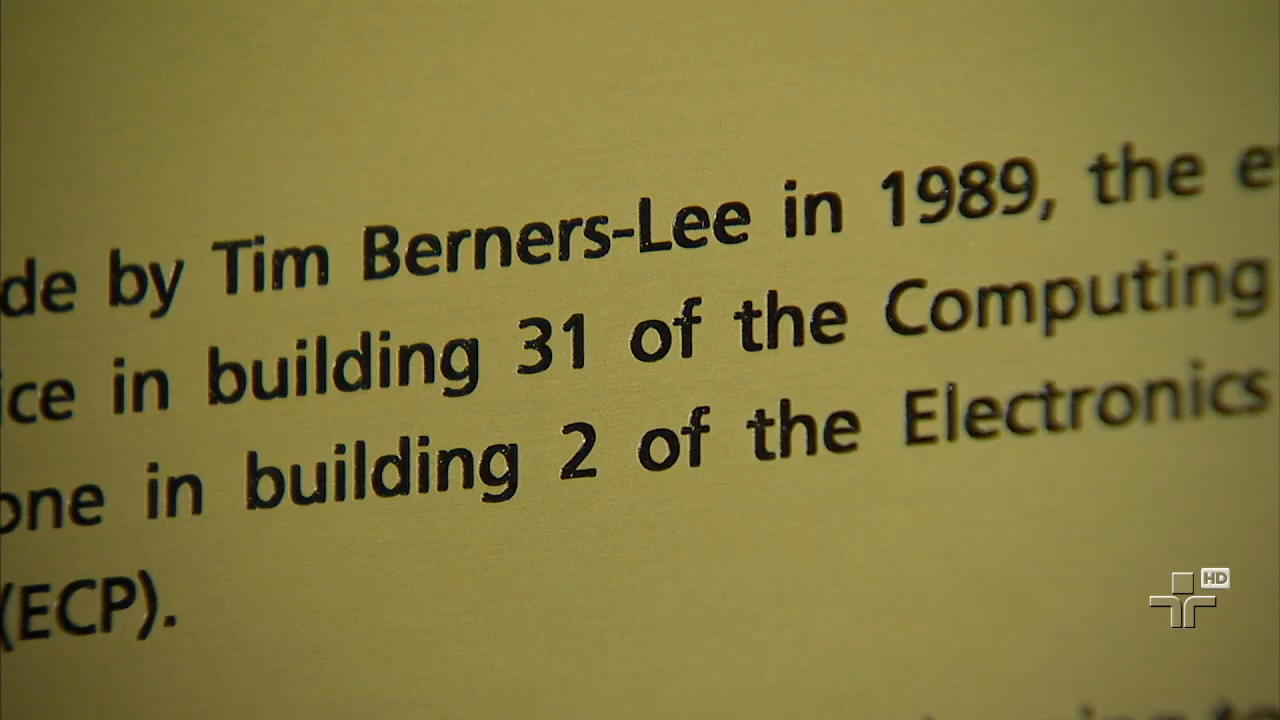 de by Tim Berners-Lee in 1989, the e
ice in building 31 of the Computing
one in building 2 of the Electronics
(ECP).
HD